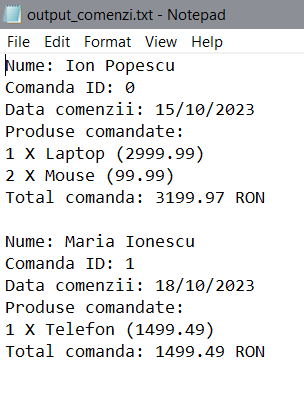 output_comenzi.txt - Notepad
File Edit Format View Help
Nume: Ion Popescu
Comanda ID: 0
Data comenzii: 15/10/2023
Produse comandate:
1 X Laptop (2999.99)
2 X Mouse (99.99)
Total comanda: 3199.97 RON

Nume: Maria Ionescu
Comanda ID: 1
Data comenzii: 18/10/2023
Produse comandate:
1 X Telefon (1499.49)
Total comanda: 1499.49 RON